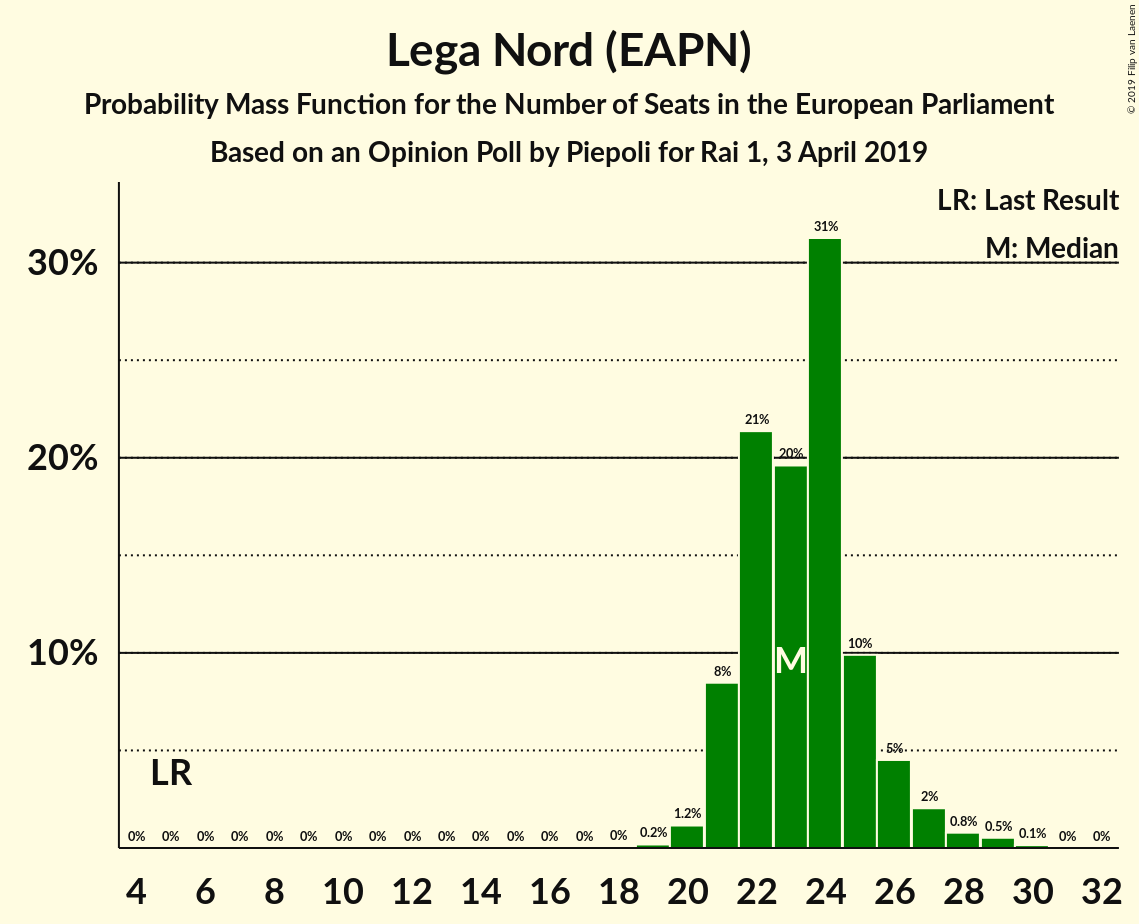 Lega Nord (EAPN)
Probability Mass Function for the Number of Seats in the European Parliament
Based on an Opinion Poll by Piepoli for Rai 1, 3 April 2019
© 2019 Filip van Laenen
LR: Last Result
M: Median
30%
20%
10%
31%
21%
20%
10%
8%
5%
2%
1.2%
0.8%
0.5%
0.2%
0.1%
M
LR
0% 0% 0% 0% 0% 0% 0% 0% 0% 0% 0% 0% 0% 0% 0% 0% 0%
4 6 8 10 12 14 16 18 20 22 24 26 28 30 32